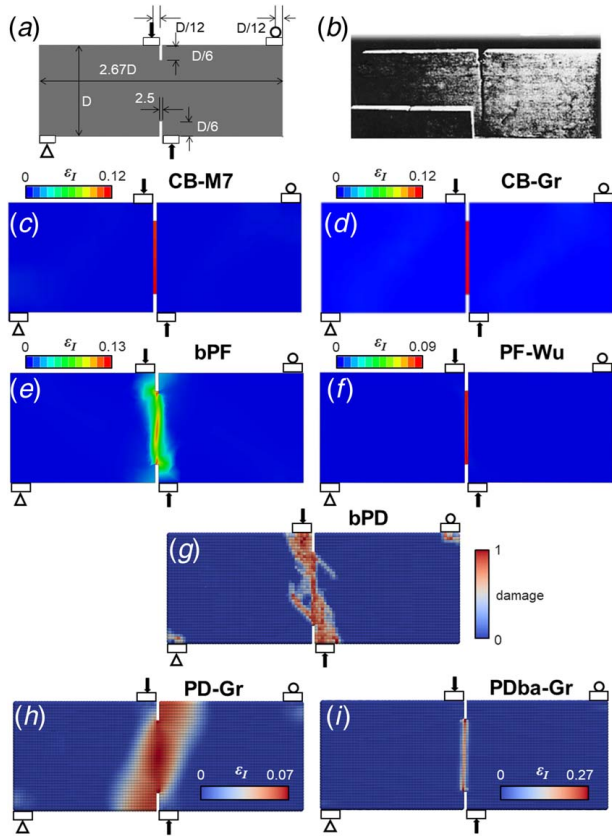 (a)
D/12
D/12
D/6
2.67D
D
2.5
D/6
(b)
0 εI 0.12
CB-M7
(c)
0 εI 0.12
CB-Gr
(d)
0 εI 0.13
bPF
(e)
0 εI 0.09
PF-Wu
(f)
bPD
(g)
1
damage
0
PD-Gr
(h)
0 εI 0.07
PDba-Gr
(i)
0 εI 0.27